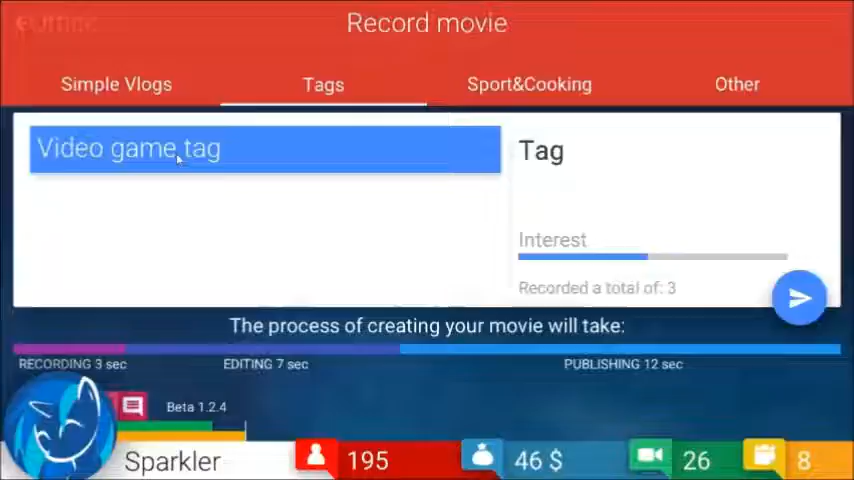 Record movie
Simple Vlogs Tags Sport&Cooking Other
Video game tag
Tag
Interest
Recorded a total of: 3
The process of creating your movie will take:
RECORDING 3 sec EDITING 7 sec PUBLISHING 12 sec
Beta 1.2.4
Sparkler 195 46 $ 26 8